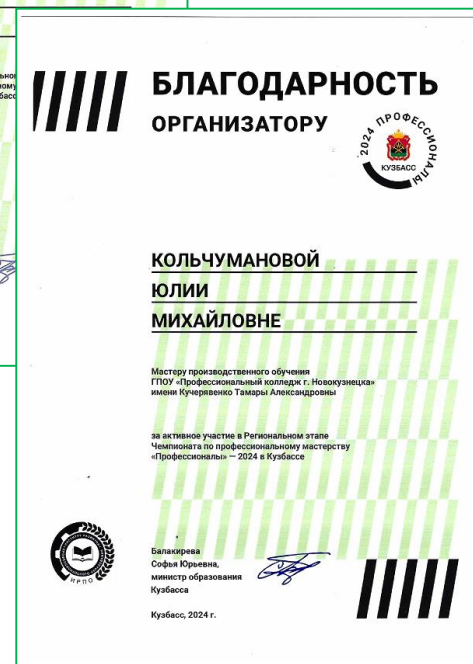 БЛАГОДАРНОСТЬ
ОРГАНИЗАТОРУ
2024 ПРОФЕССИОНАЛЫ
КУЗБАСС
КОЛЬЧУМАНОВОЙ
ЮЛИИ
МИХАЙЛОВНЕ
Мастеру производственного обучения
ГПОУ «Профессиональный колледж г. Новокузнецка»
имени Кучерявенко Тамары Александровны
за активное участие в Региональном этапе
Чемпионата по профессиональному мастерству
«Профессионалы» — 2024 в Кузбассе
ИРПО
Балакирева
Софья Юрьевна,
министр образования
Кузбасса
Кузбасс, 2024 г.